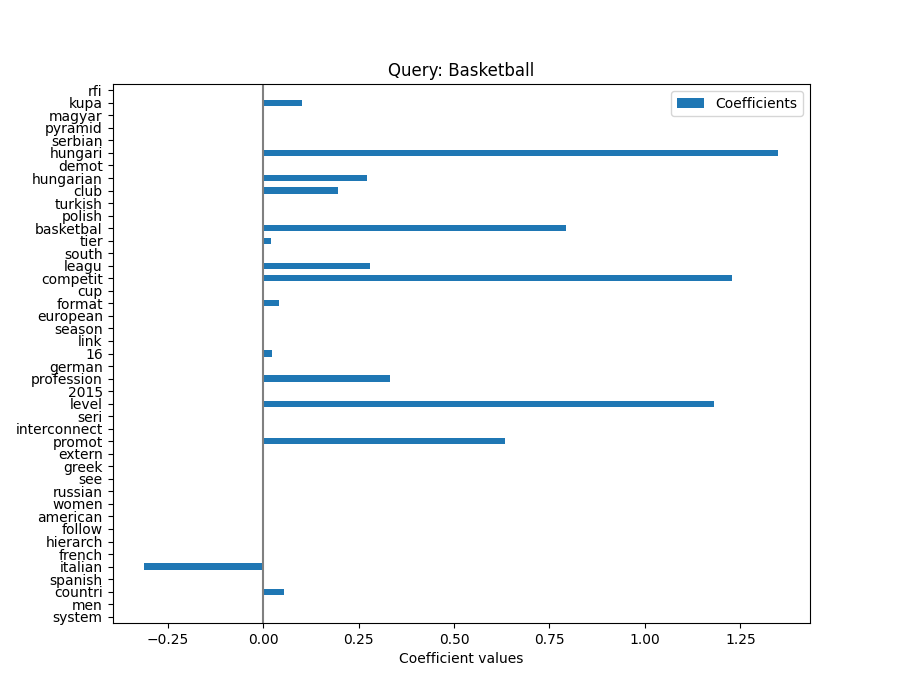 Query: Basketball
Coefficients
rfi
kupa
magyar
pyramid
serbian
hungari
demot
hungarian
club
turkish
polish
basketbal
tier
south
leagu
competit
cup
format
european
season
link
16
german
profession
2015
level
seri
interconnect
promot
extern
greek
see
russian
women
american
follow
hierarch
french
italian
spanish
countri
men
system
−0.25 0.00 0.25 0.50 0.75 1.00 1.25
Coefficient values